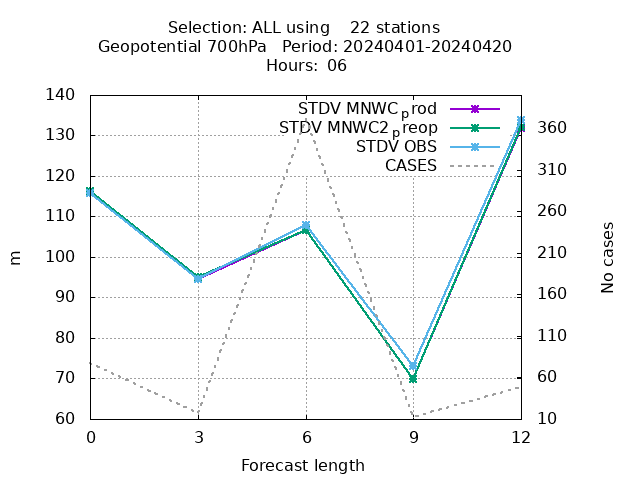 Selection: ALL using    22 stations
Geopotential 700hPa   Period: 20240401-20240420
Hours:  06
STDV MNWCprod
STDV MNWC2preop
STDV OBS
CASES
140
130
120
110
100
90
80
70
60
m
360
310
260
210
160
110
60
10
No cases
0 3 6 9 12
Forecast length